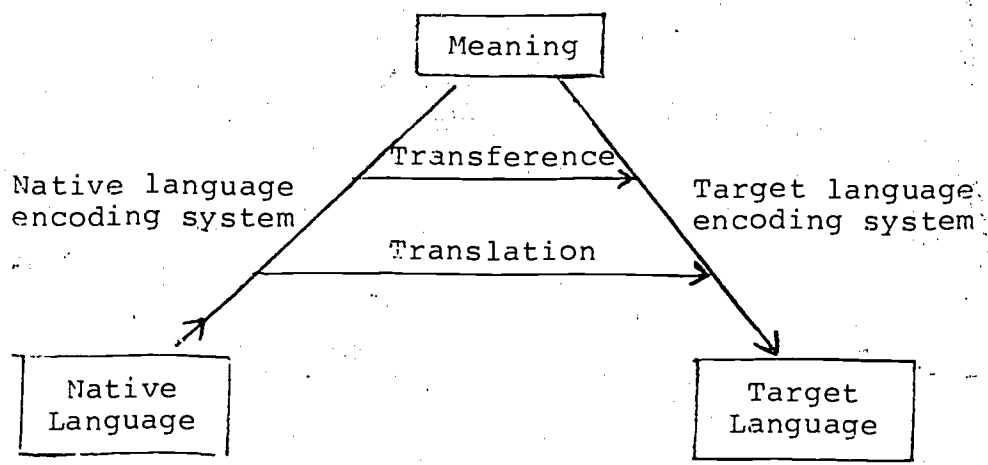 Meaning
Transference
Native language
encoding system
Target language
encoding system
Translation
Native
Language
Target
Language